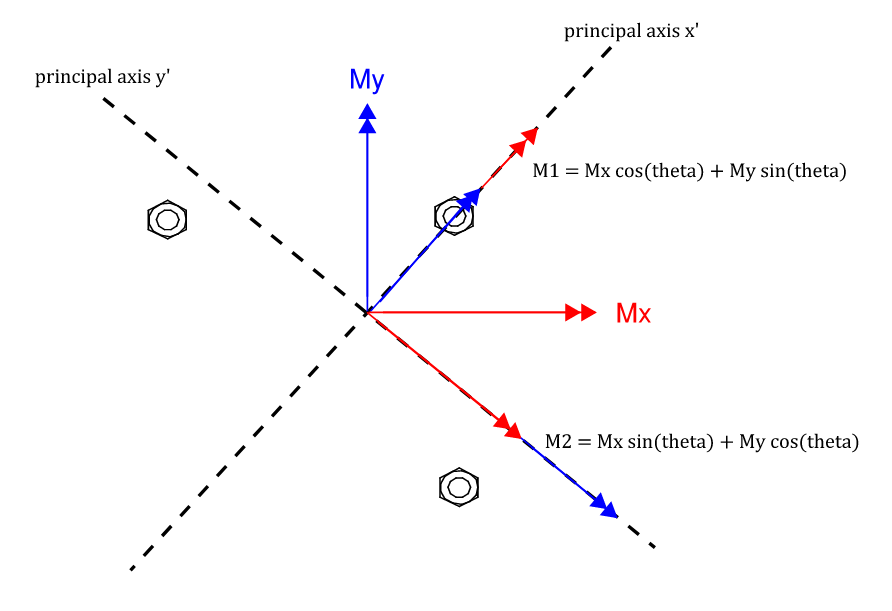 principal axis x'
principal axis y'
My
M1 = Mx cos(theta) + My sin(theta)
Mx
M2 = Mx sin(theta) + My cos(theta)